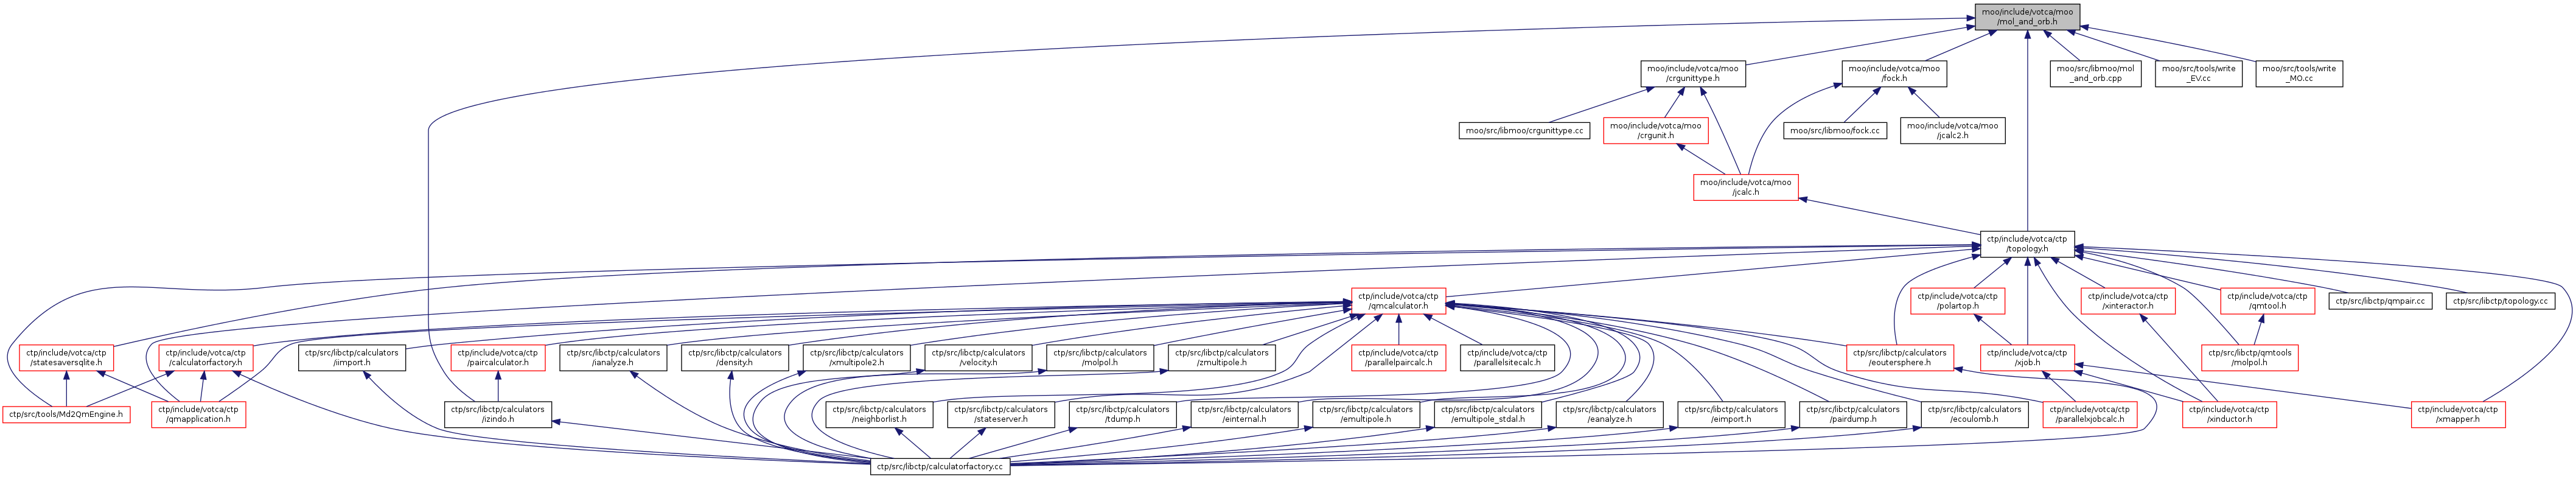 moo/include/votca/moo
/mol_and_orb.h
moo/include/votca/moo
/crgunittype.h
moo/include/votca/moo
/fock.h
moo/src/libmoo/mol
_and_orb.cpp
moo/src/tools/write
_EV.cc
moo/src/tools/write
_MO.cc
moo/src/libmoo/crgunittype.cc
moo/include/votca/moo
/crgunit.h
moo/src/libmoo/fock.cc
moo/include/votca/moo
/jcalc2.h
moo/include/votca/moo
/jcalc.h
ctp/include/votca/ctp
/topology.h
ctp/include/votca/ctp
/qmcalculator.h
ctp/include/votca/ctp
/polartop.h
ctp/include/votca/ctp
/xinteractor.h
ctp/include/votca/ctp
/qmtool.h
ctp/src/libctp/qmpair.cc
ctp/src/libctp/topology.cc
ctp/include/votca/ctp
/statesaversqlite.h
ctp/include/votca/ctp
/calculatorfactory.h
ctp/src/libctp/calculators
/iimport.h
ctp/include/votca/ctp
/paircalculator.h
ctp/src/libctp/calculators
/ianalyze.h
ctp/src/libctp/calculators
/density.h
ctp/src/libctp/calculators
/xmultipole2.h
ctp/src/libctp/calculators
/velocity.h
ctp/src/libctp/calculators
/molpol.h
ctp/src/libctp/calculators
/zmultipole.h
ctp/include/votca/ctp
/parallelpaircalc.h
ctp/include/votca/ctp
/parallelsitecalc.h
ctp/src/libctp/calculators
/eoutersphere.h
ctp/include/votca/ctp
/xjob.h
ctp/src/libctp/qmtools
/molpol.h
ctp/src/tools/Md2QmEngine.h
ctp/include/votca/ctp
/qmapplication.h
ctp/src/libctp/calculators
/izindo.h
ctp/src/libctp/calculators
/neighborlist.h
ctp/src/libctp/calculators
/stateserver.h
ctp/src/libctp/calculators
/tdump.h
ctp/src/libctp/calculators
/einternal.h
ctp/src/libctp/calculators
/emultipole.h
ctp/src/libctp/calculators
/emultipole_stdal.h
ctp/src/libctp/calculators
/eanalyze.h
ctp/src/libctp/calculators
/eimport.h
ctp/src/libctp/calculators
/pairdump.h
ctp/src/libctp/calculators
/ecoulomb.h
ctp/include/votca/ctp
/parallelxjobcalc.h
ctp/include/votca/ctp
/xinductor.h
ctp/include/votca/ctp
/xmapper.h
ctp/src/libctp/calculatorfactory.cc